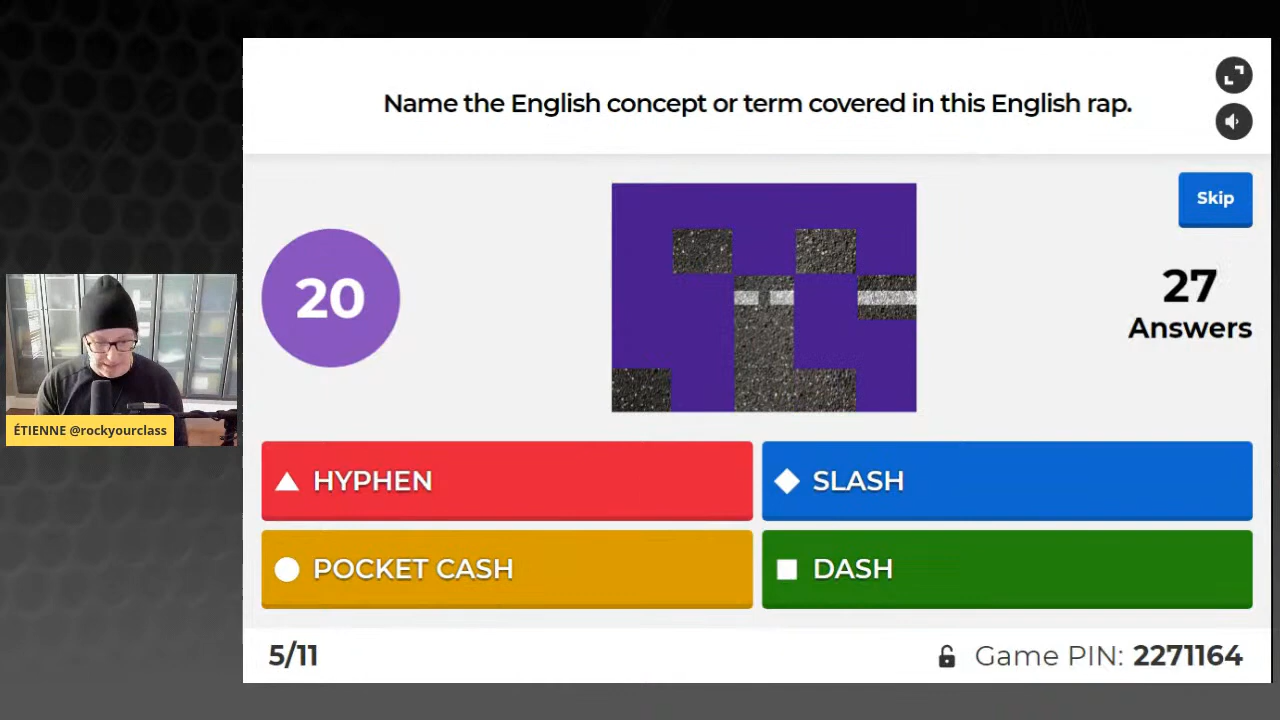 Name the English concept or term covered in this English rap.
Skip
20
27
Answers
ÉTIENNE @rockyourclass
HYPHEN
SLASH
POCKET CASH
DASH
5/11
Game PIN: 2271164